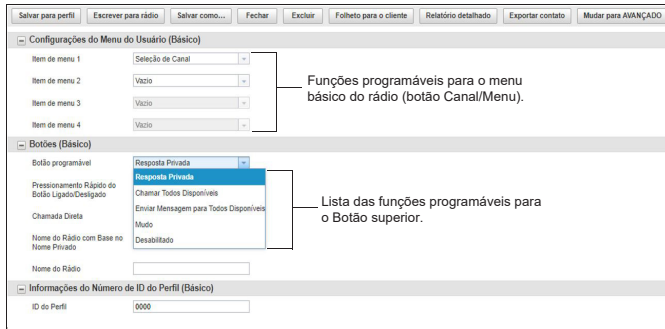 Salvar para perfil Escrever para rádio Salvar como... Fechar Excluir Folheto para o cliente Relatório detalhado Exportar contato Mudar para AVANÇADO
Configurações do Menu do Usuário (Básico)
Item de menu 1 Seleção de Canal
Item de menu 2 Vazio
Item de menu 3 Vazio
Item de menu 4 Vazio
Funções programáveis para o menu
básico do rádio (botão Canal/Menu).
Botões (Básico)
Botão programável Resposta Privada
Resposta Privada
Pressionamento Rápido do
Botão Ligado/Desligado
Chamar Todos Disponíveis
Enviar Mensagem para Todos Disponíveis
Chamada Direta
Mudo
Nome do Rádio com Base no
Nome Privado
Desabilitado
Lista das funções programáveis para
o Botão superior.
Nome do Rádio
Informações do Número de ID do Perfil (Básico)
ID do Perfil 0000